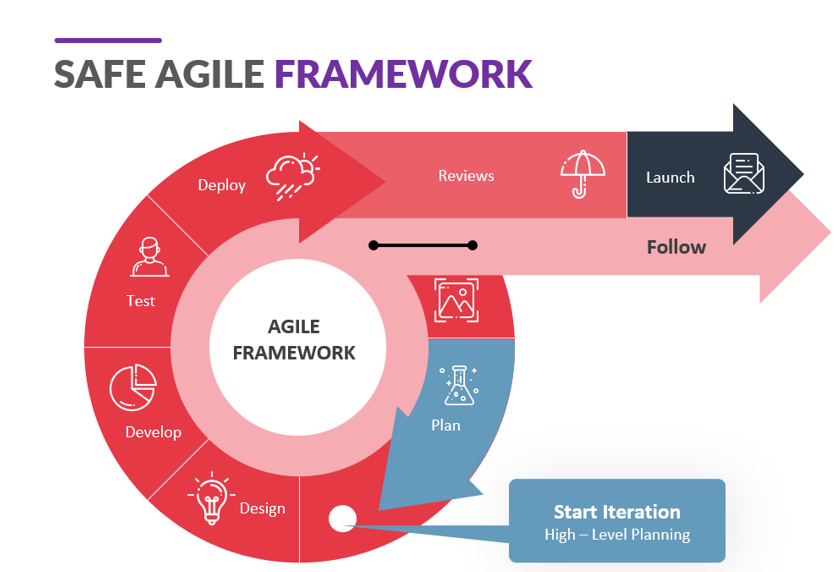 SAFE AGILE FRAMEWORK
Deploy
Reviews
Launch
Follow
Test
AGILE
FRAMEWORK
Plan
Develop
Design
Start Iteration
High – Level Planning